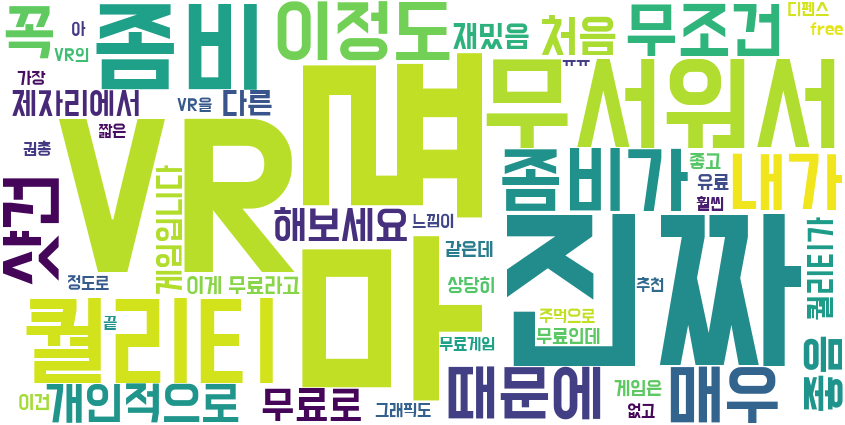 꼭
아
VR의
좀비
이정도
재밌음
처음
무조건
디펜스
free
가장
제자리에서
짧은
VR을
다른
ㅠㅠ
무서워서
권총
VR
좀비가
좋고
유료
훨씬
내가
샷건
게임입니다
해보세요
느낌이
진짜
마
정도로
이게 무료라고
같은데
상당히
추천
퀄리티가
퀄리티
끝
주먹으로
무료인데
무료게임
좋음
이건
개인적으로
무료로
그래픽도
때문에
게임은
없고
매우